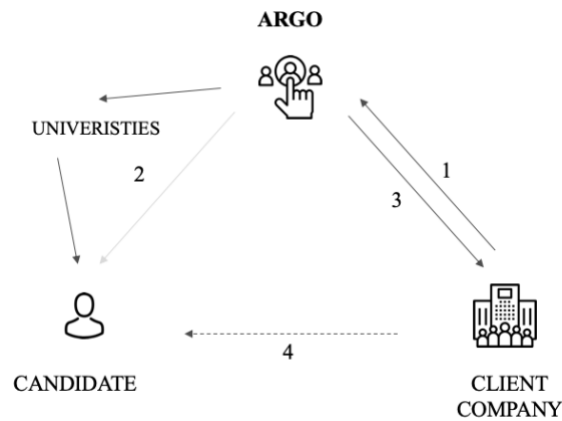 ARGO
UNIVERISTIES
2
1
3
4
CANDIDATE
CLIENT
COMPANY